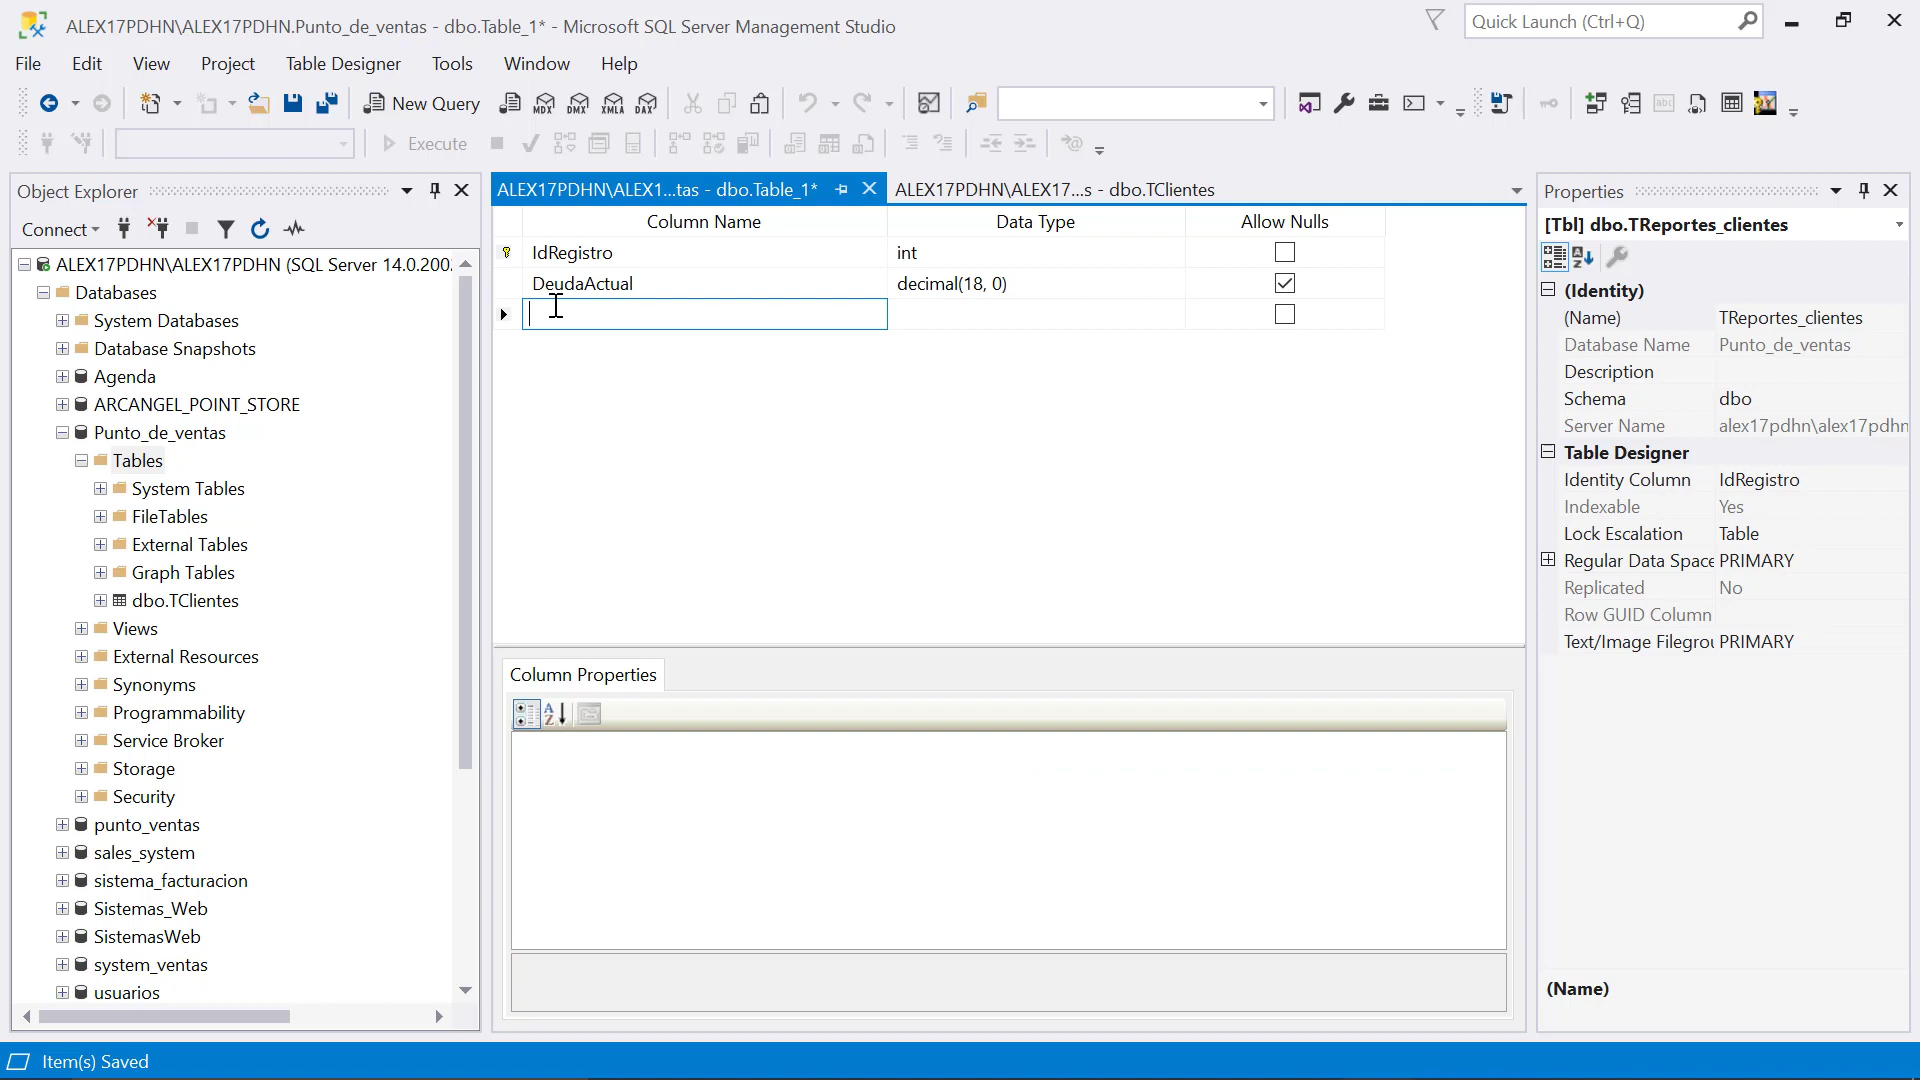 ALEX17PDHN\ALEX17PDHN.Punto_de_ventas - dbo.Table_1* - Microsoft SQL Server Management Studio
Quick Launch (Ctrl+Q)
File Edit View Project Table Designer Tools Window Help
New Query MDX DMX XMLA DAX
Execute
Object Explorer
Connect
ALEX17PDHN\ALEX17PDHN (SQL Server 14.0.200
Databases
System Databases
Database Snapshots
Agenda
ARCANGEL_POINT_STORE
Punto_de_ventas
Tables
System Tables
FileTables
External Tables
Graph Tables
dbo.TClientes
Views
External Resources
Synonyms
Programmability
Service Broker
Storage
Security
punto_ventas
sales_system
sistema_facturacion
Sistemas_Web
SistemasWeb
system_ventas
usuarios
ALEX17PDHN\ALEX1...tas - dbo.Table_1* ALEX17PDHN\ALEX17...s - dbo.TClientes
Column Name Data Type Allow Nulls
IdRegistro int
DeudaActual decimal(18, 0)
Column Properties
Properties
[Tbl] dbo.TReportes_clientes
(Identity)
(Name) TReportes_clientes
Database Name Punto_de_ventas
Description
Schema dbo
Server Name alex17pdhn\alex17pdhn
Table Designer
Identity Column IdRegistro
Indexable Yes
Lock Escalation Table
Regular Data Space PRIMARY
Replicated No
Row GUID Column
Text/Image Filegrou PRIMARY
(Name)
Item(s) Saved